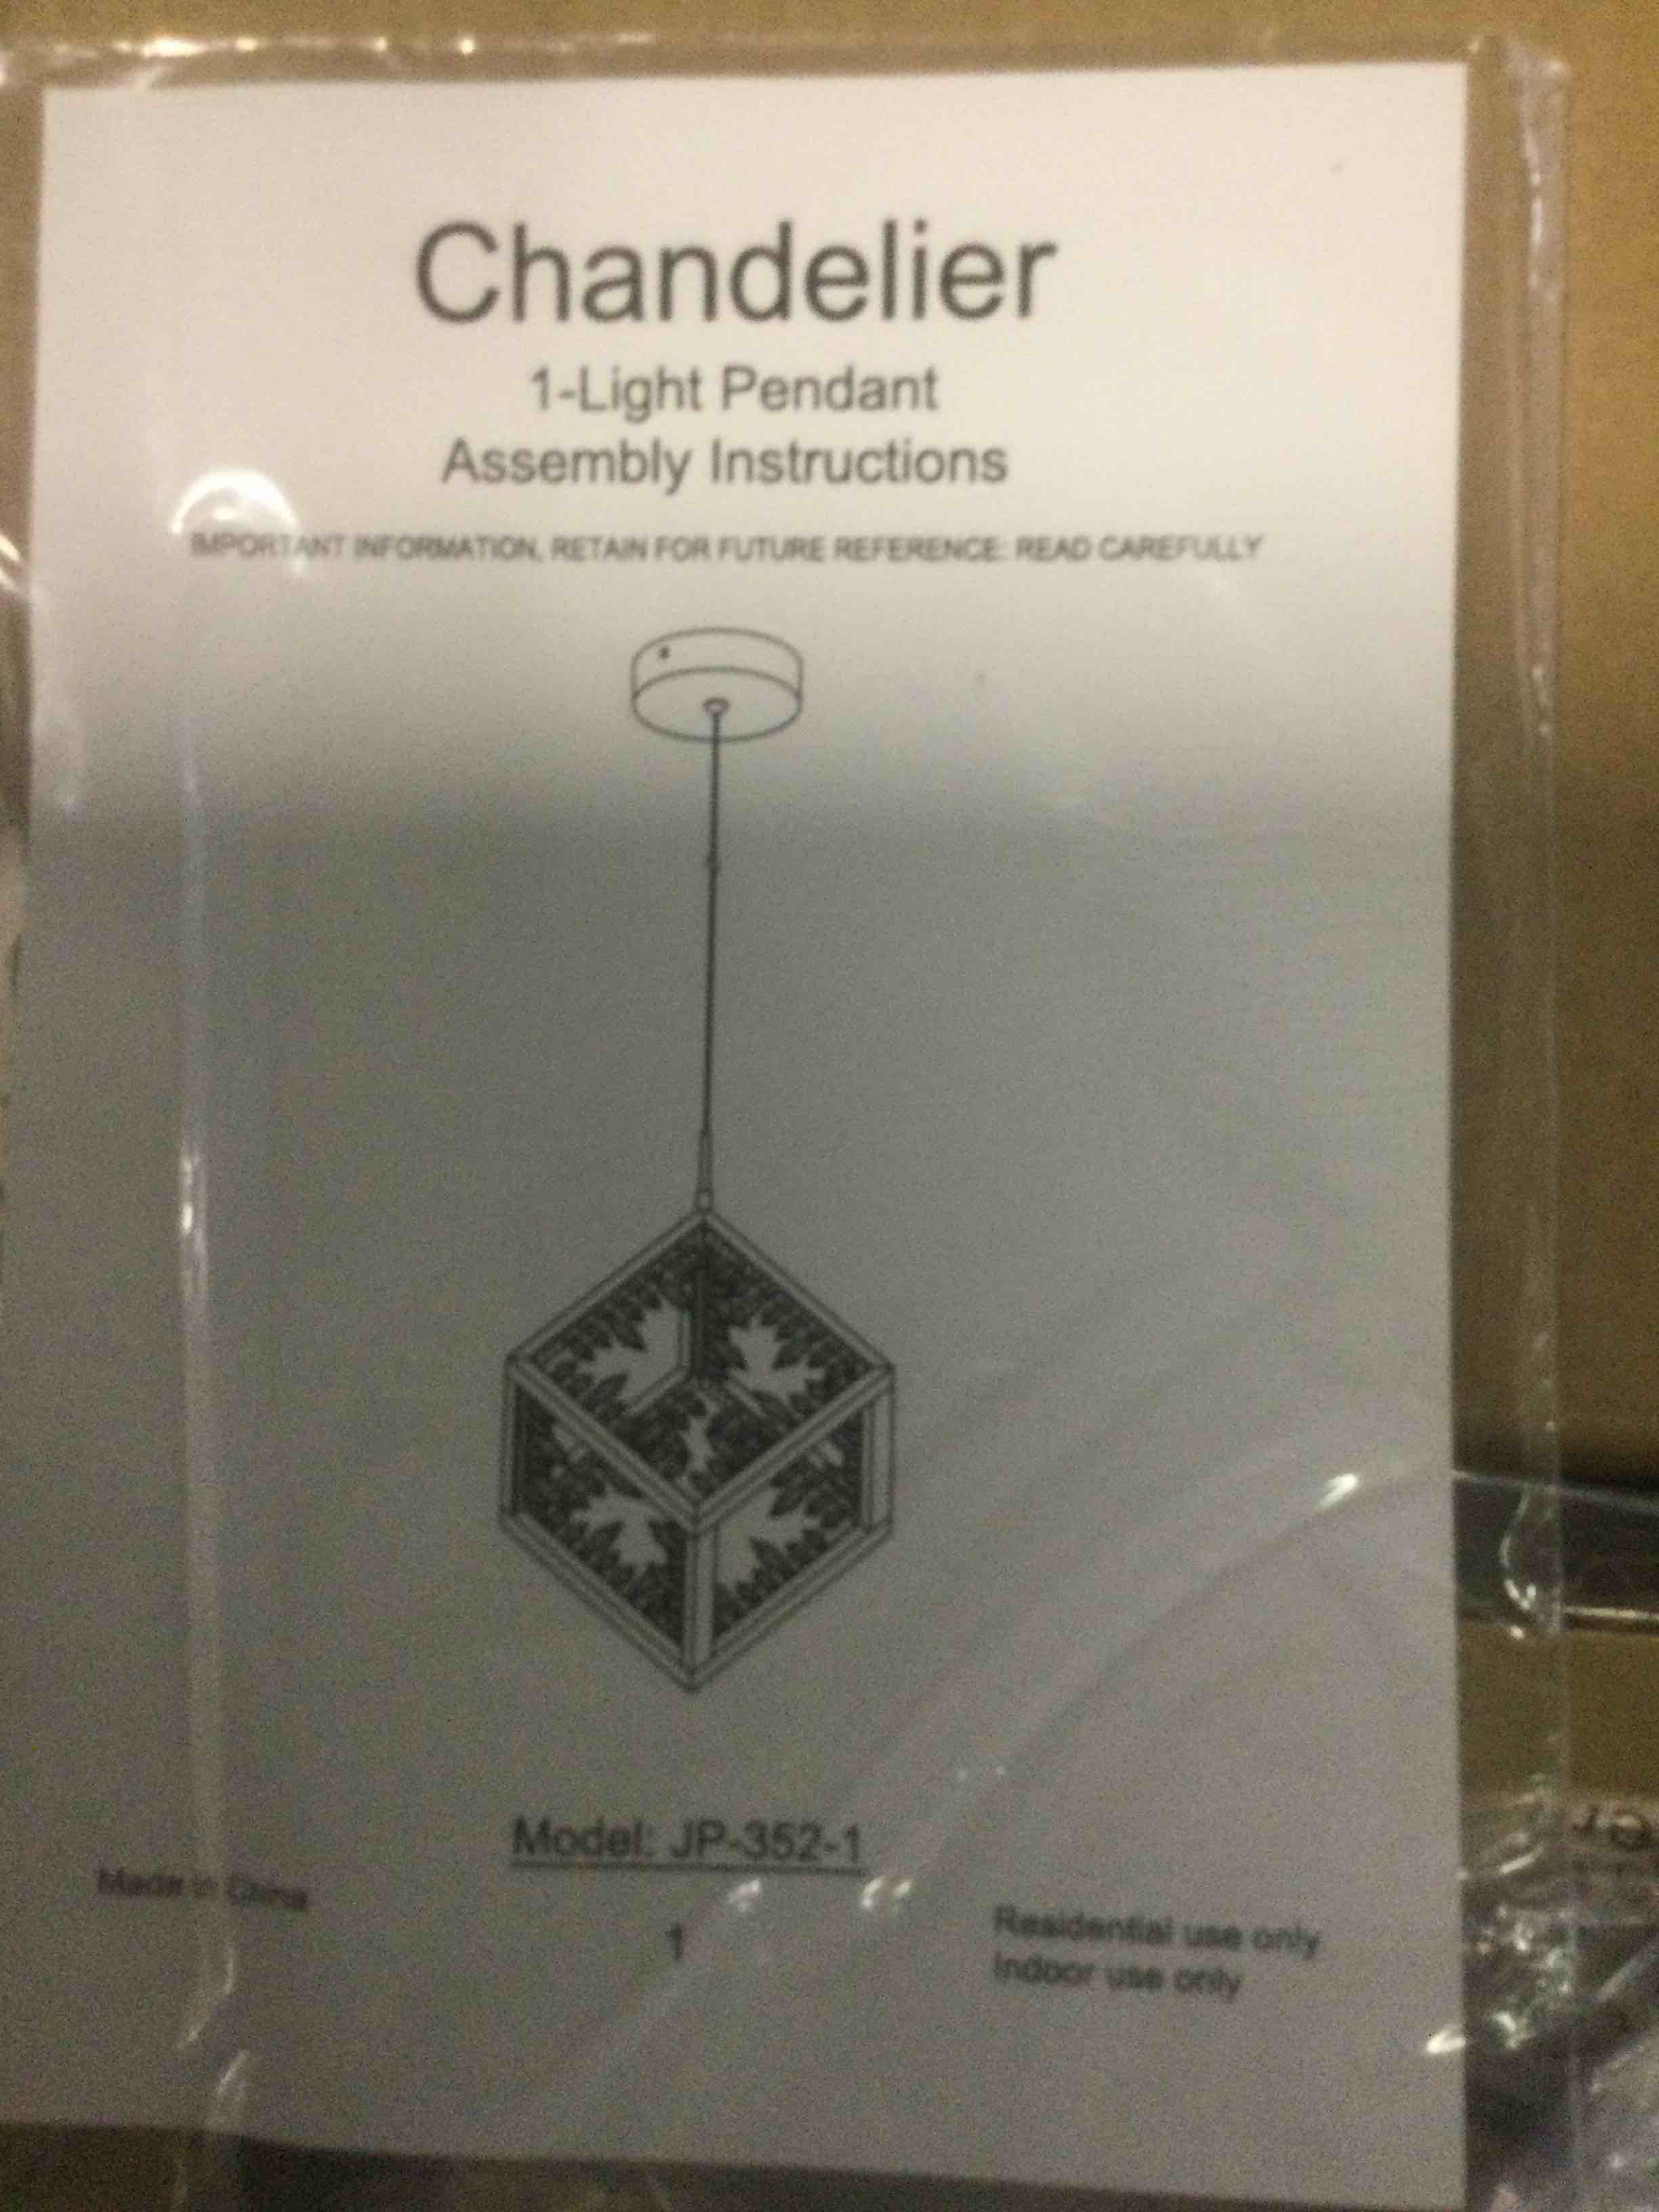 Chandelier
1-Light Pendant
Assembly Instructions
IMPORTANT INFORMATION, RETAIN FOR FUTURE REFERENCE: READ CAREFULLY
Model: JP-352-1
Made in China
1
Residential use only
Indoor use only